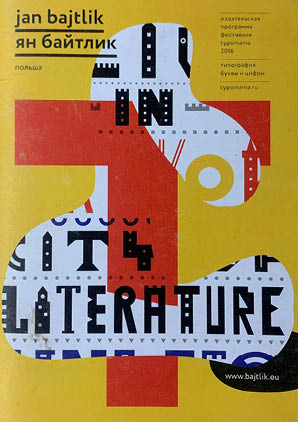 jan bajtlik
ян байтлик
польша
издательская
программа
фестиваля
typomania
2016
типографика
буквы и цифры
typomania.ru
IN
CITY
LITERATURE
www.bajtlik.eu